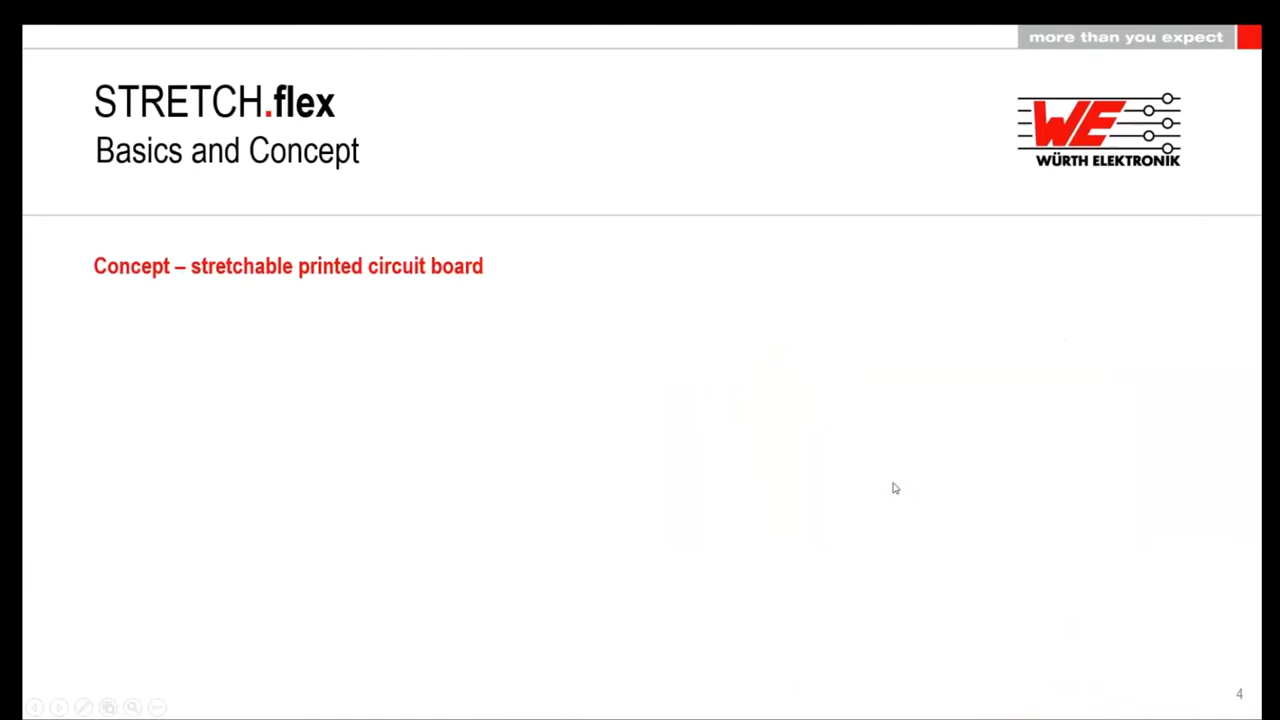 more than you expect
STRETCH.flex
Basics and Concept
WE
WÜRTH ELEKTRONIK
Concept – stretchable printed circuit board
4